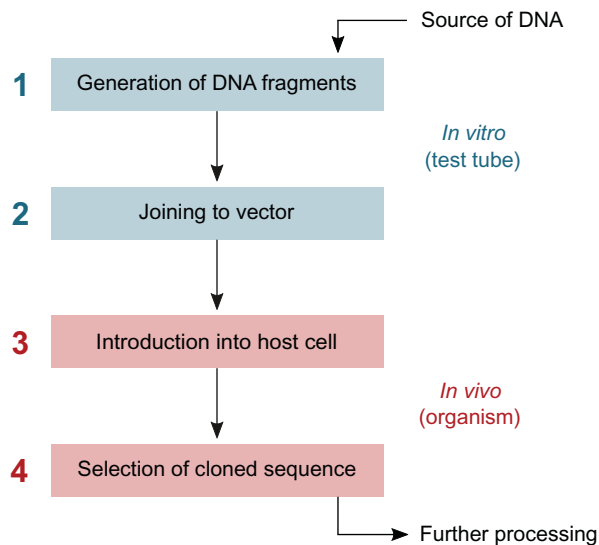 Source of DNA
1
Generation of DNA fragments
In vitro
(test tube)
2
Joining to vector
3
Introduction into host cell
In vivo
(organism)
4
Selection of cloned sequence
Further processing